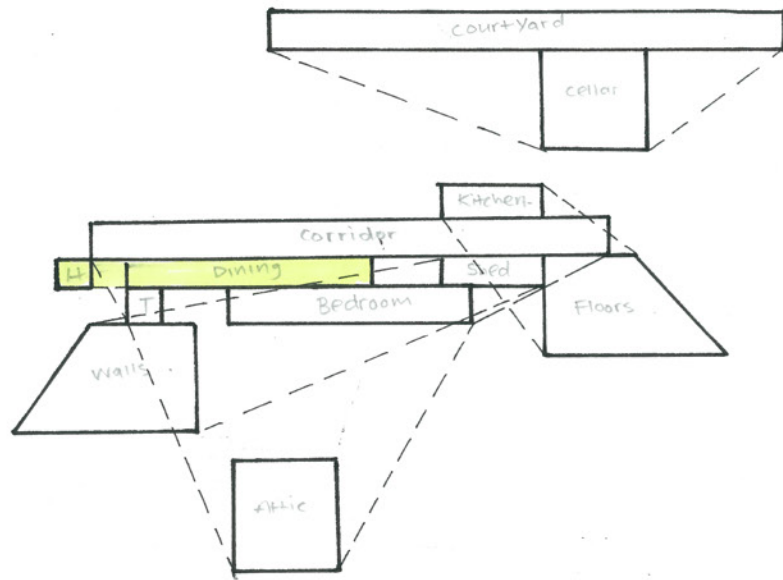 Courtyard
Cellar
Kitchen
Corridor
H Dining Shed
T Bedroom Floors
Walls
Attic